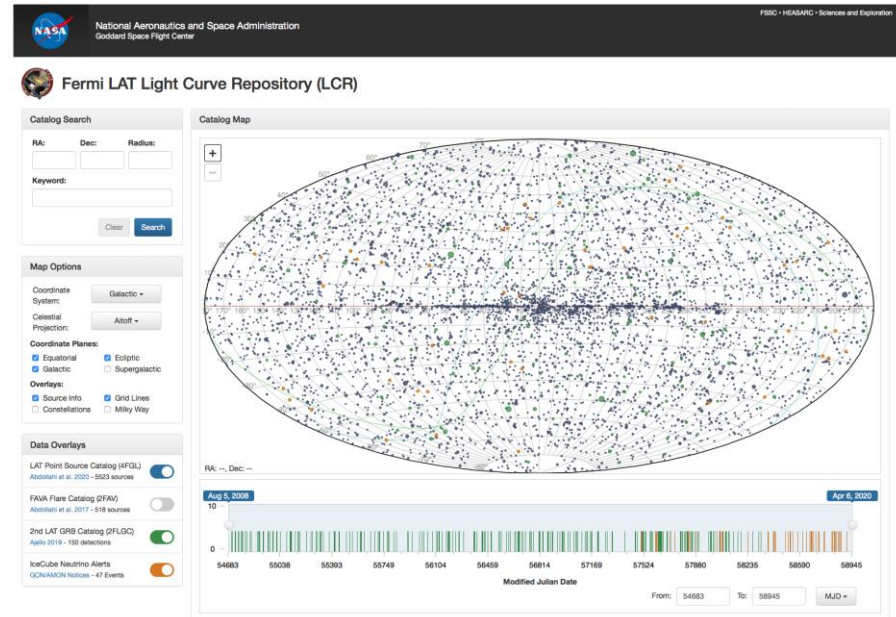 NASA
National Aeronautics and Space Administration
Goddard Space Flight Center
FSSC • HEASARC • Sciences and Exploration
Fermi LAT Light Curve Repository (LCR)
Catalog Search
RA: Dec: Radius:
Keyword:
Clear Search
Map Options
Coordinate System: Galactic
Celestial Projection: Aitoff
Coordinate Planes:
Equatorial Ecliptic
Galactic Supergalactic
Overlays:
Source Info Grid Lines
Constellations Milky Way
Data Overlays
LAT Point Source Catalog (4FGL)
Abdollahi et al. 2020 - 5523 sources
FAVA Flare Catalog (2FAV)
Abdollahi et al. 2017 - 518 sources
2nd LAT GRB Catalog (2FLGC)
Ajello 2019 - 150 detections
IceCube Neutrino Alerts
GCN/AMON Notices - 47 Events
Catalog Map
+
−
RA: --, Dec: --
Aug 5, 2008 Apr 6, 2020
10
0
54683 55038 55393 55749 56104 56459 56814 57169 57524 57880 58235 58590 58945
Modified Julian Date
From: 54683 To: 58945 MJD